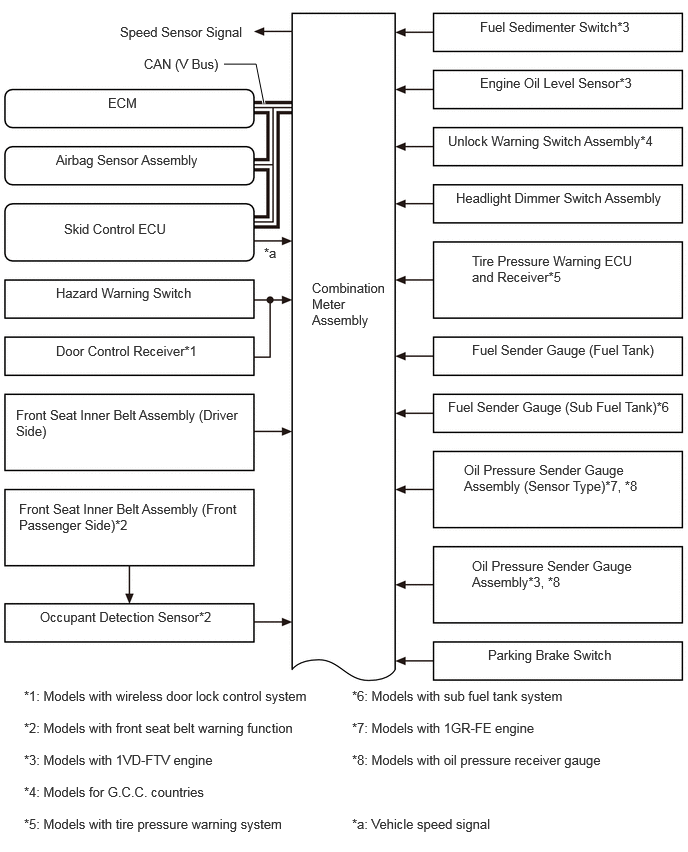 Speed Sensor Signal
CAN (V Bus)
ECM
Airbag Sensor Assembly
Skid Control ECU
*a
Hazard Warning Switch
Door Control Receiver*1
Front Seat Inner Belt Assembly (Driver
Side)
Front Seat Inner Belt Assembly (Front
Passenger Side)*2
Occupant Detection Sensor*2
Combination
Meter
Assembly
Fuel Sedimenter Switch*3
Engine Oil Level Sensor*3
Unlock Warning Switch Assembly*4
Headlight Dimmer Switch Assembly
Tire Pressure Warning ECU
and Receiver*5
Fuel Sender Gauge (Fuel Tank)
Fuel Sender Gauge (Sub Fuel Tank)*6
Oil Pressure Sender Gauge
Assembly (Sensor Type)*7, *8
Oil Pressure Sender Gauge
Assembly*3, *8
Parking Brake Switch
*1: Models with wireless door lock control system
*2: Models with front seat belt warning function
*3: Models with 1VD-FTV engine
*4: Models for G.C.C. countries
*5: Models with tire pressure warning system
*6: Models with sub fuel tank system
*7: Models with 1GR-FE engine
*8: Models with oil pressure receiver gauge
*a: Vehicle speed signal